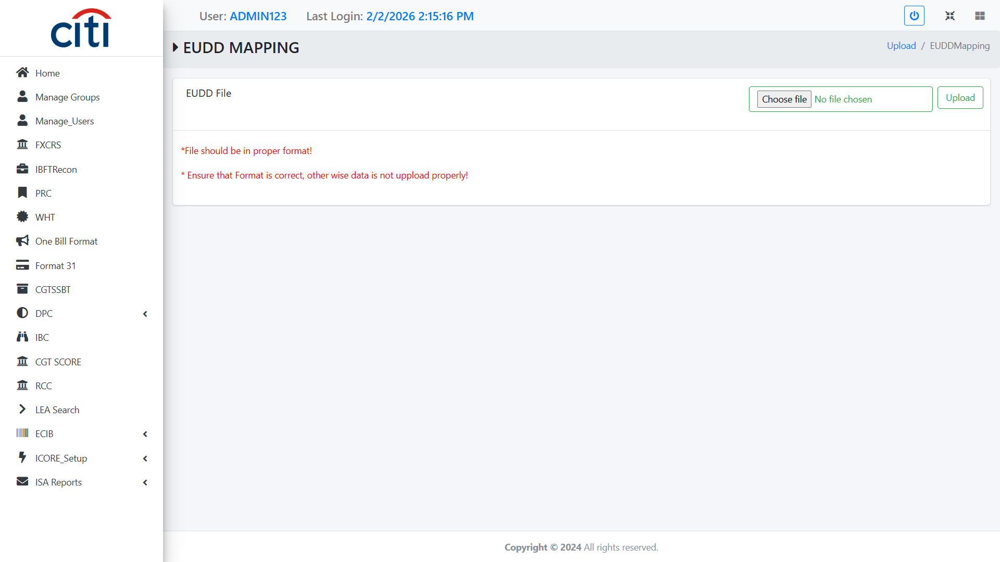 citi
User: ADMIN123 Last Login: 2/2/2026 2:15:16 PM
EUDD MAPPING
Upload / EUDDMapping
Home
Manage Groups
Manage_Users
FXCRS
IBFTRecon
PRC
WHT
One Bill Format
Format 31
CGTSSBT
DPC
IBC
CGT SCORE
RCC
LEA Search
ECIB
ICORE_Setup
ISA Reports
EUDD File
Choose file No file chosen Upload
*File should be in proper format!
* Ensure that Format is correct, other wise data is not uppload properly!
Copyright © 2024 All rights reserved.